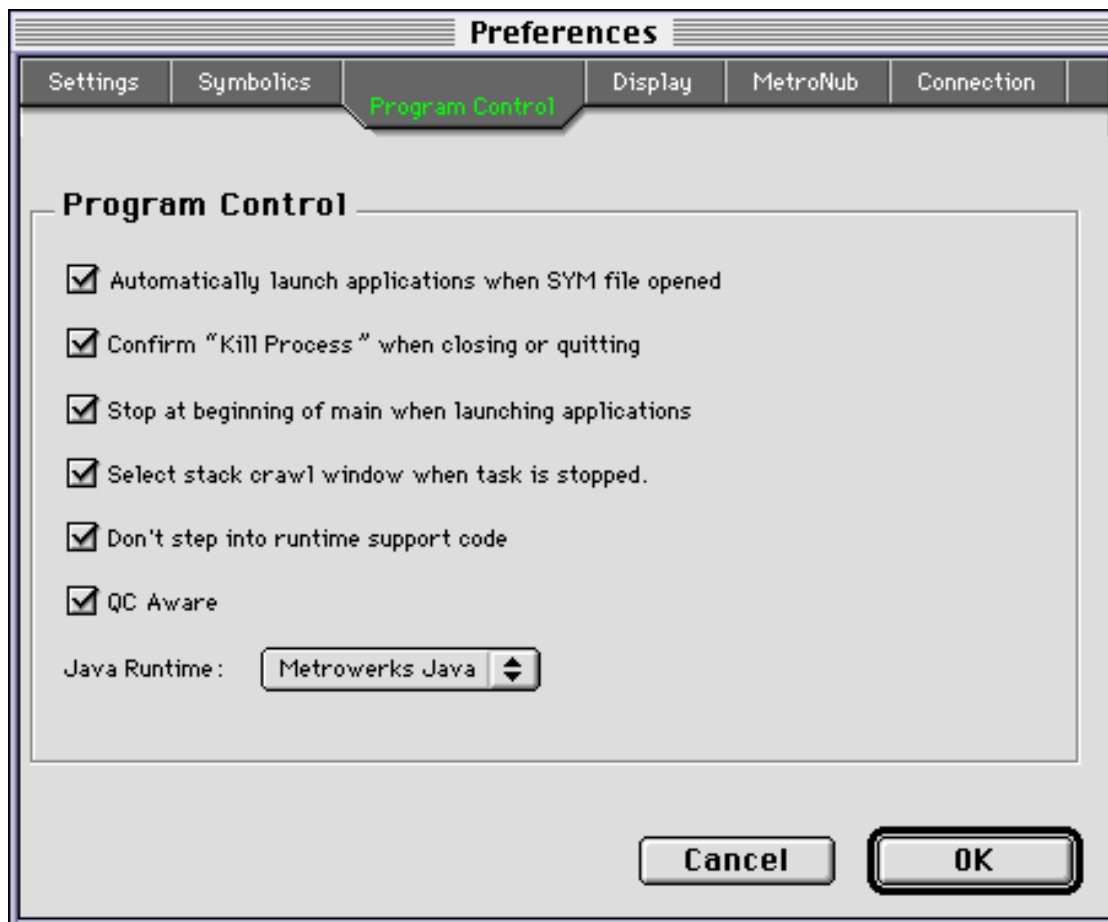 Preferences
Settings
Symbolics
Program Control
Display
MetroNub
Connection
Program Control
Automatically launch applications when SYM file opened
Confirm “Kill Process” when closing or quitting
Stop at beginning of main when launching applications
Select stack crawl window when task is stopped.
Don't step into runtime support code
QC Aware
Java Runtime: Metrowerks Java
Cancel
OK